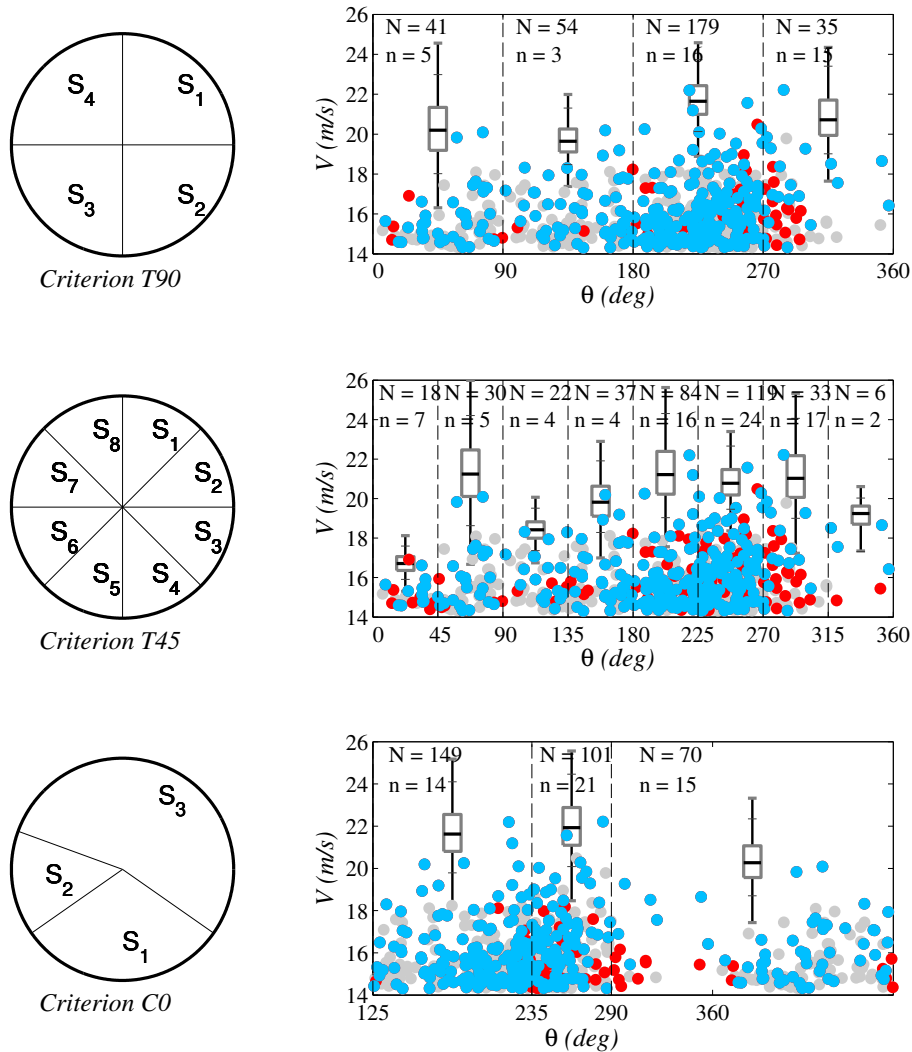 S4 S1
S3 S2
Criterion T90
N = 41 N = 54 N = 179 N = 35
n = 5 n = 3 n = 16 n = 15
26
24
22
20
18
16
14
V (m/s)
0 90 180 270 360
θ (deg)
S8 S1
S7 S2
S6 S3
S5 S4
Criterion T45
N = 18 N = 30 N = 22 N = 37 N = 84 N = 119 N = 33 N = 6
n = 7 n = 5 n = 4 n = 4 n = 16 n = 24 n = 17 n = 2
26
24
22
20
18
16
14
V (m/s)
0 45 90 135 180 225 270 315 360
θ (deg)
S3
S2
S1
Criterion C0
N = 149 N = 101 N = 70
n = 14 n = 21 n = 15
26
24
22
20
18
16
14
V (m/s)
125 235 290 360
θ (deg)